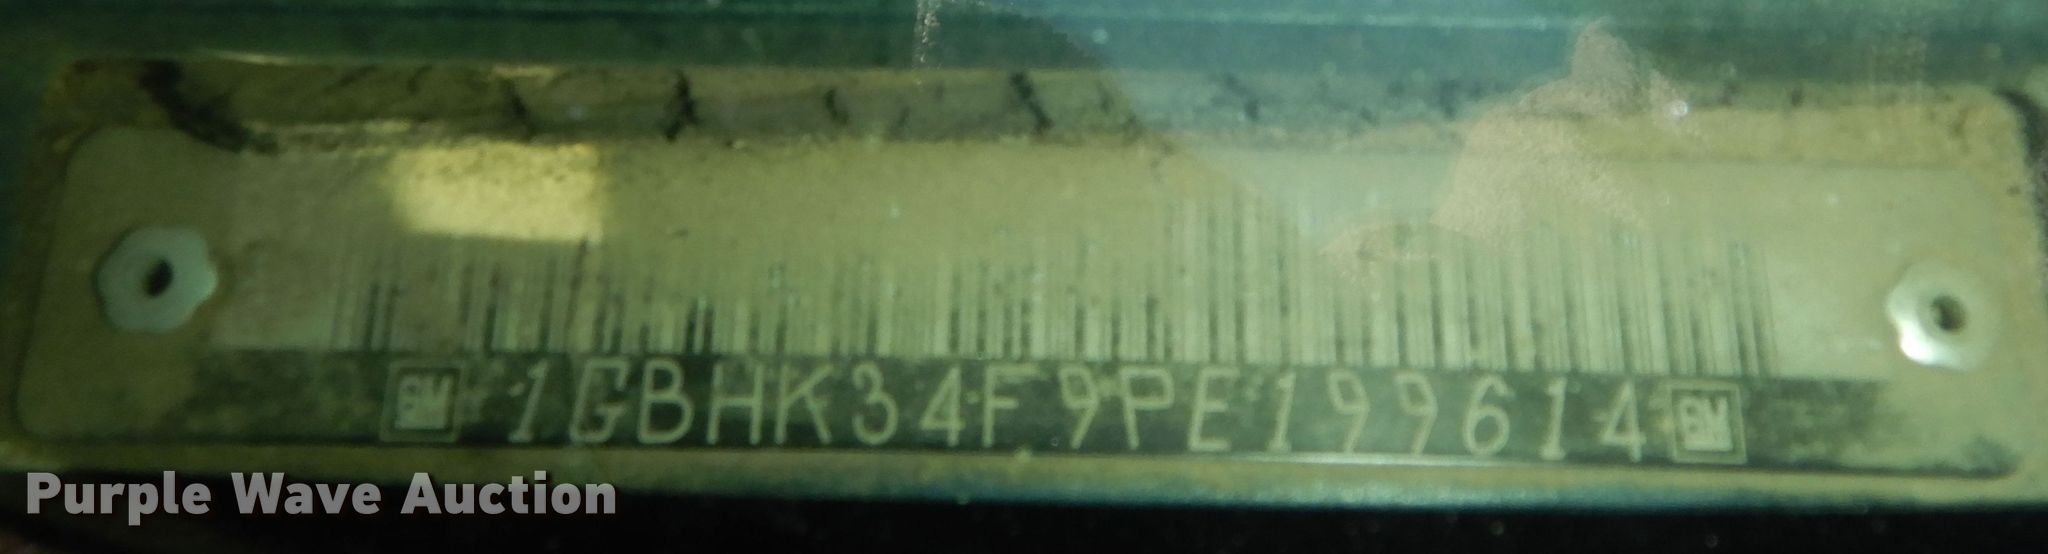 GM 1GBHK34F9PE199614 GM
Purple Wave Auction